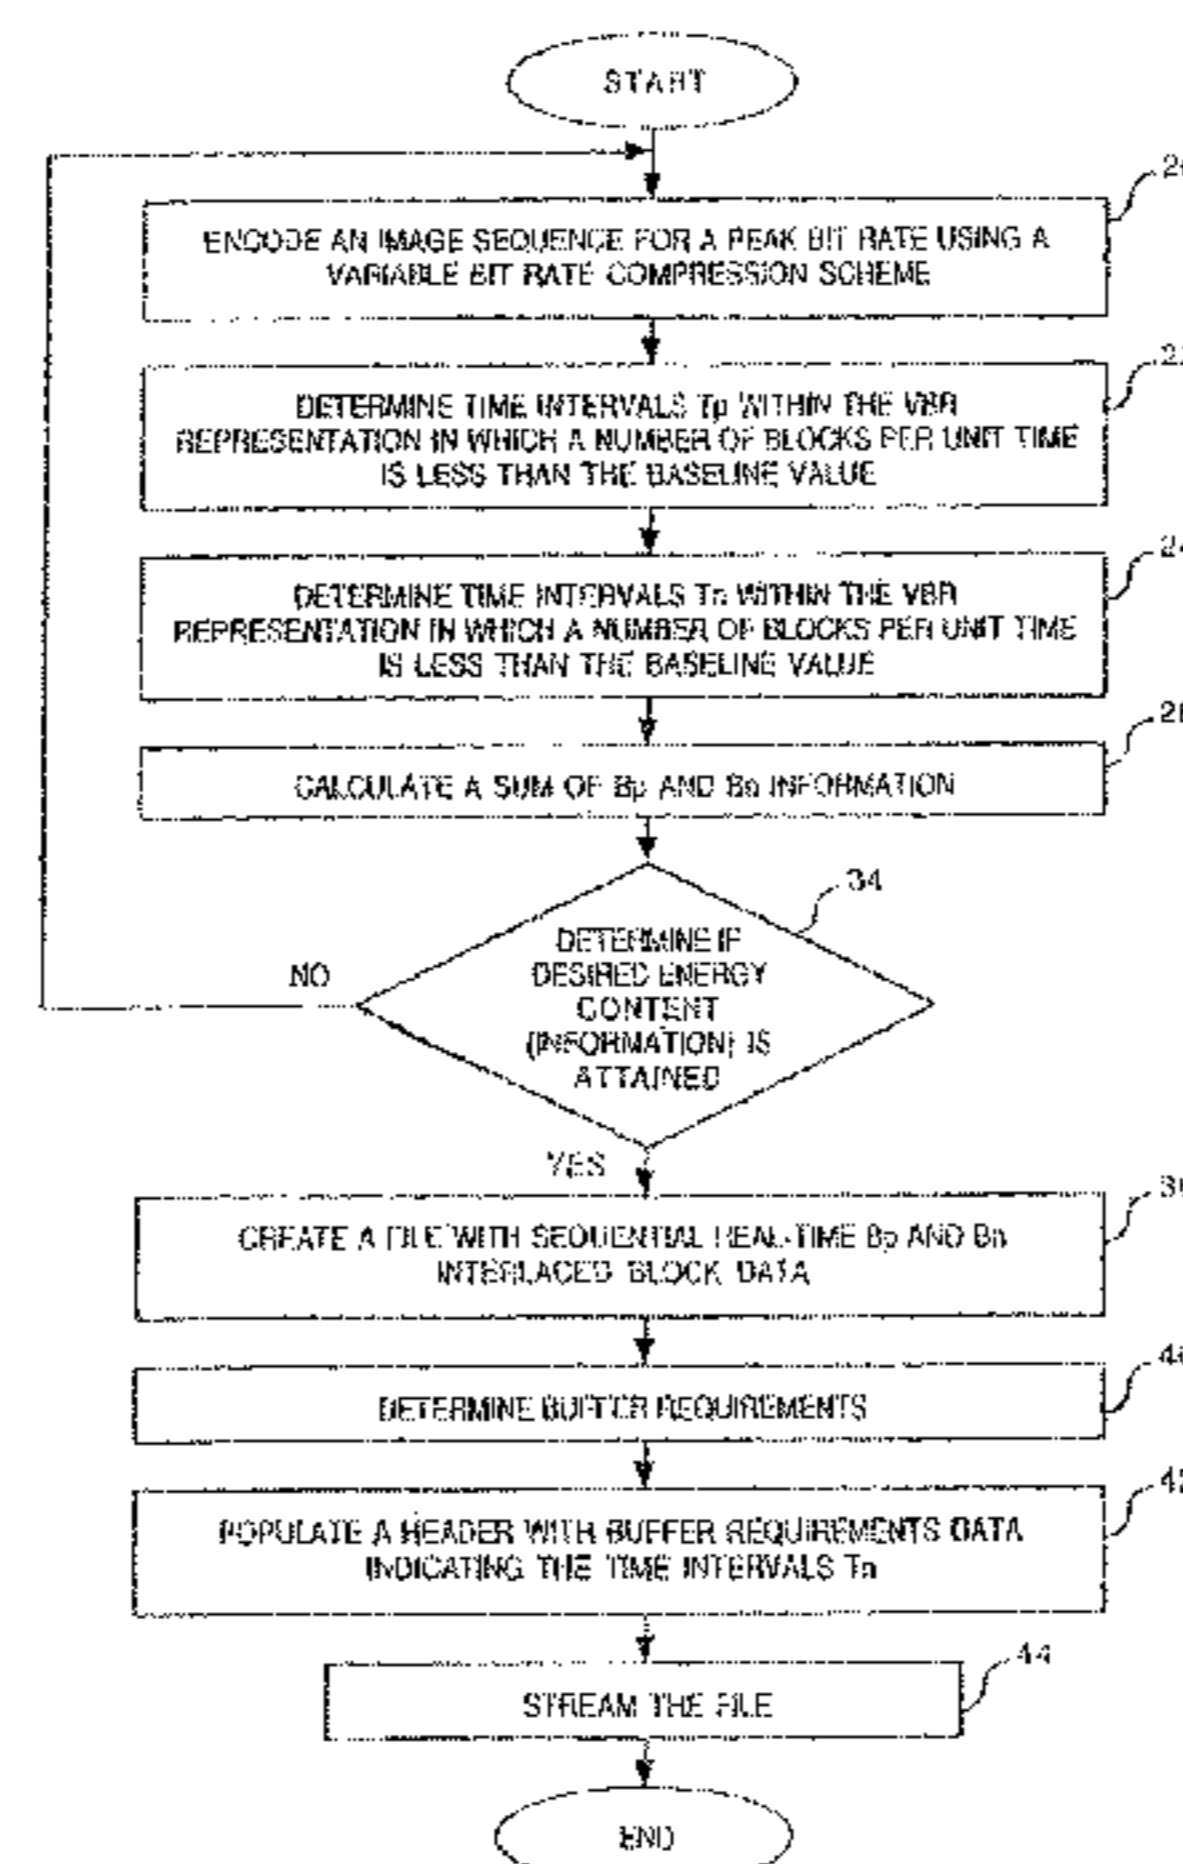 START
ENCODE AN IMAGE SEQUENCE FOR A PEAK BIT RATE USING A
VARIABLE BIT RATE COMPRESSION SCHEME
DETERMINE TIME INTERVALS Tp WITHIN THE VBR
REPRESENTATION IN WHICH A NUMBER OF BLOCKS PER UNIT TIME
IS LESS THAN THE BASELINE VALUE
24
DETERMINE TIME INTERVALS Tn WITHIN THE VBR
REPRESENTATION IN WHICH A NUMBER OF BLOCKS PER UNIT TIME
IS LESS THAN THE BASELINE VALUE
CALCULATE A SUM OF Bp AND Bn INFORMATION
34
DETERMINE IF
DESIRED ENERGY
CONTENT
(INFORMATION) IS
ATTAINED
NO
YES
CREATE A FILE WITH SEQUENTIAL REAL-TIME Bp AND Bn
INTERLACED BLOCK DATA
DETERMINE BUFFER REQUIREMENTS
42
POPULATE A HEADER WITH BUFFER REQUIREMENTS DATA
INDICATING THE TIME INTERVALS Tn
44
STREAM THE FILE
END